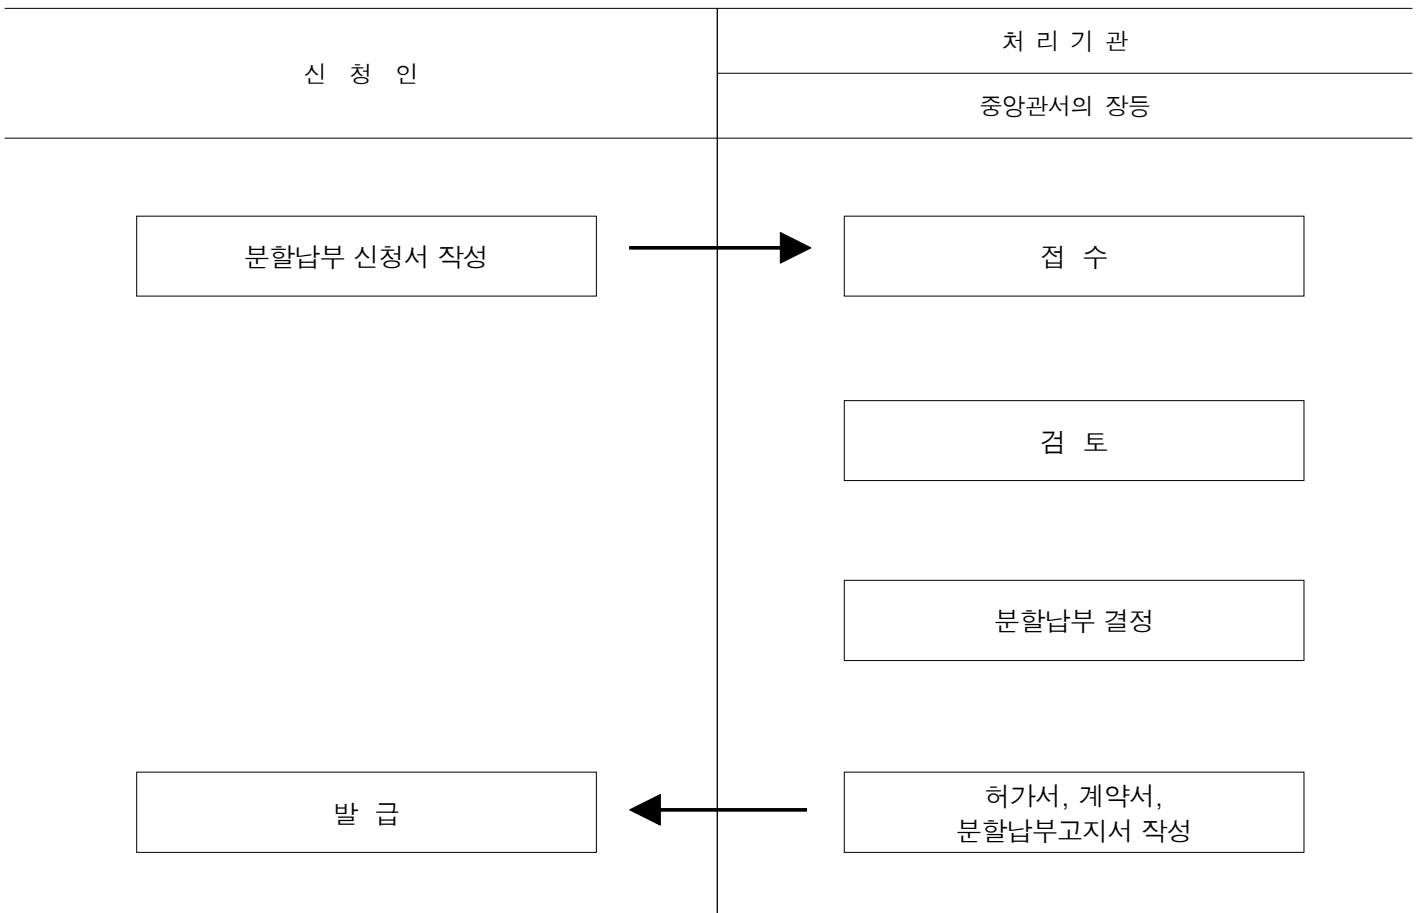 신 청 인
처 리 기 관
중앙관서의 장등
분할납부 신청서 작성
접 수
검 토
분할납부 결정
발 급
허가서, 계약서,
분할납부고지서 작성